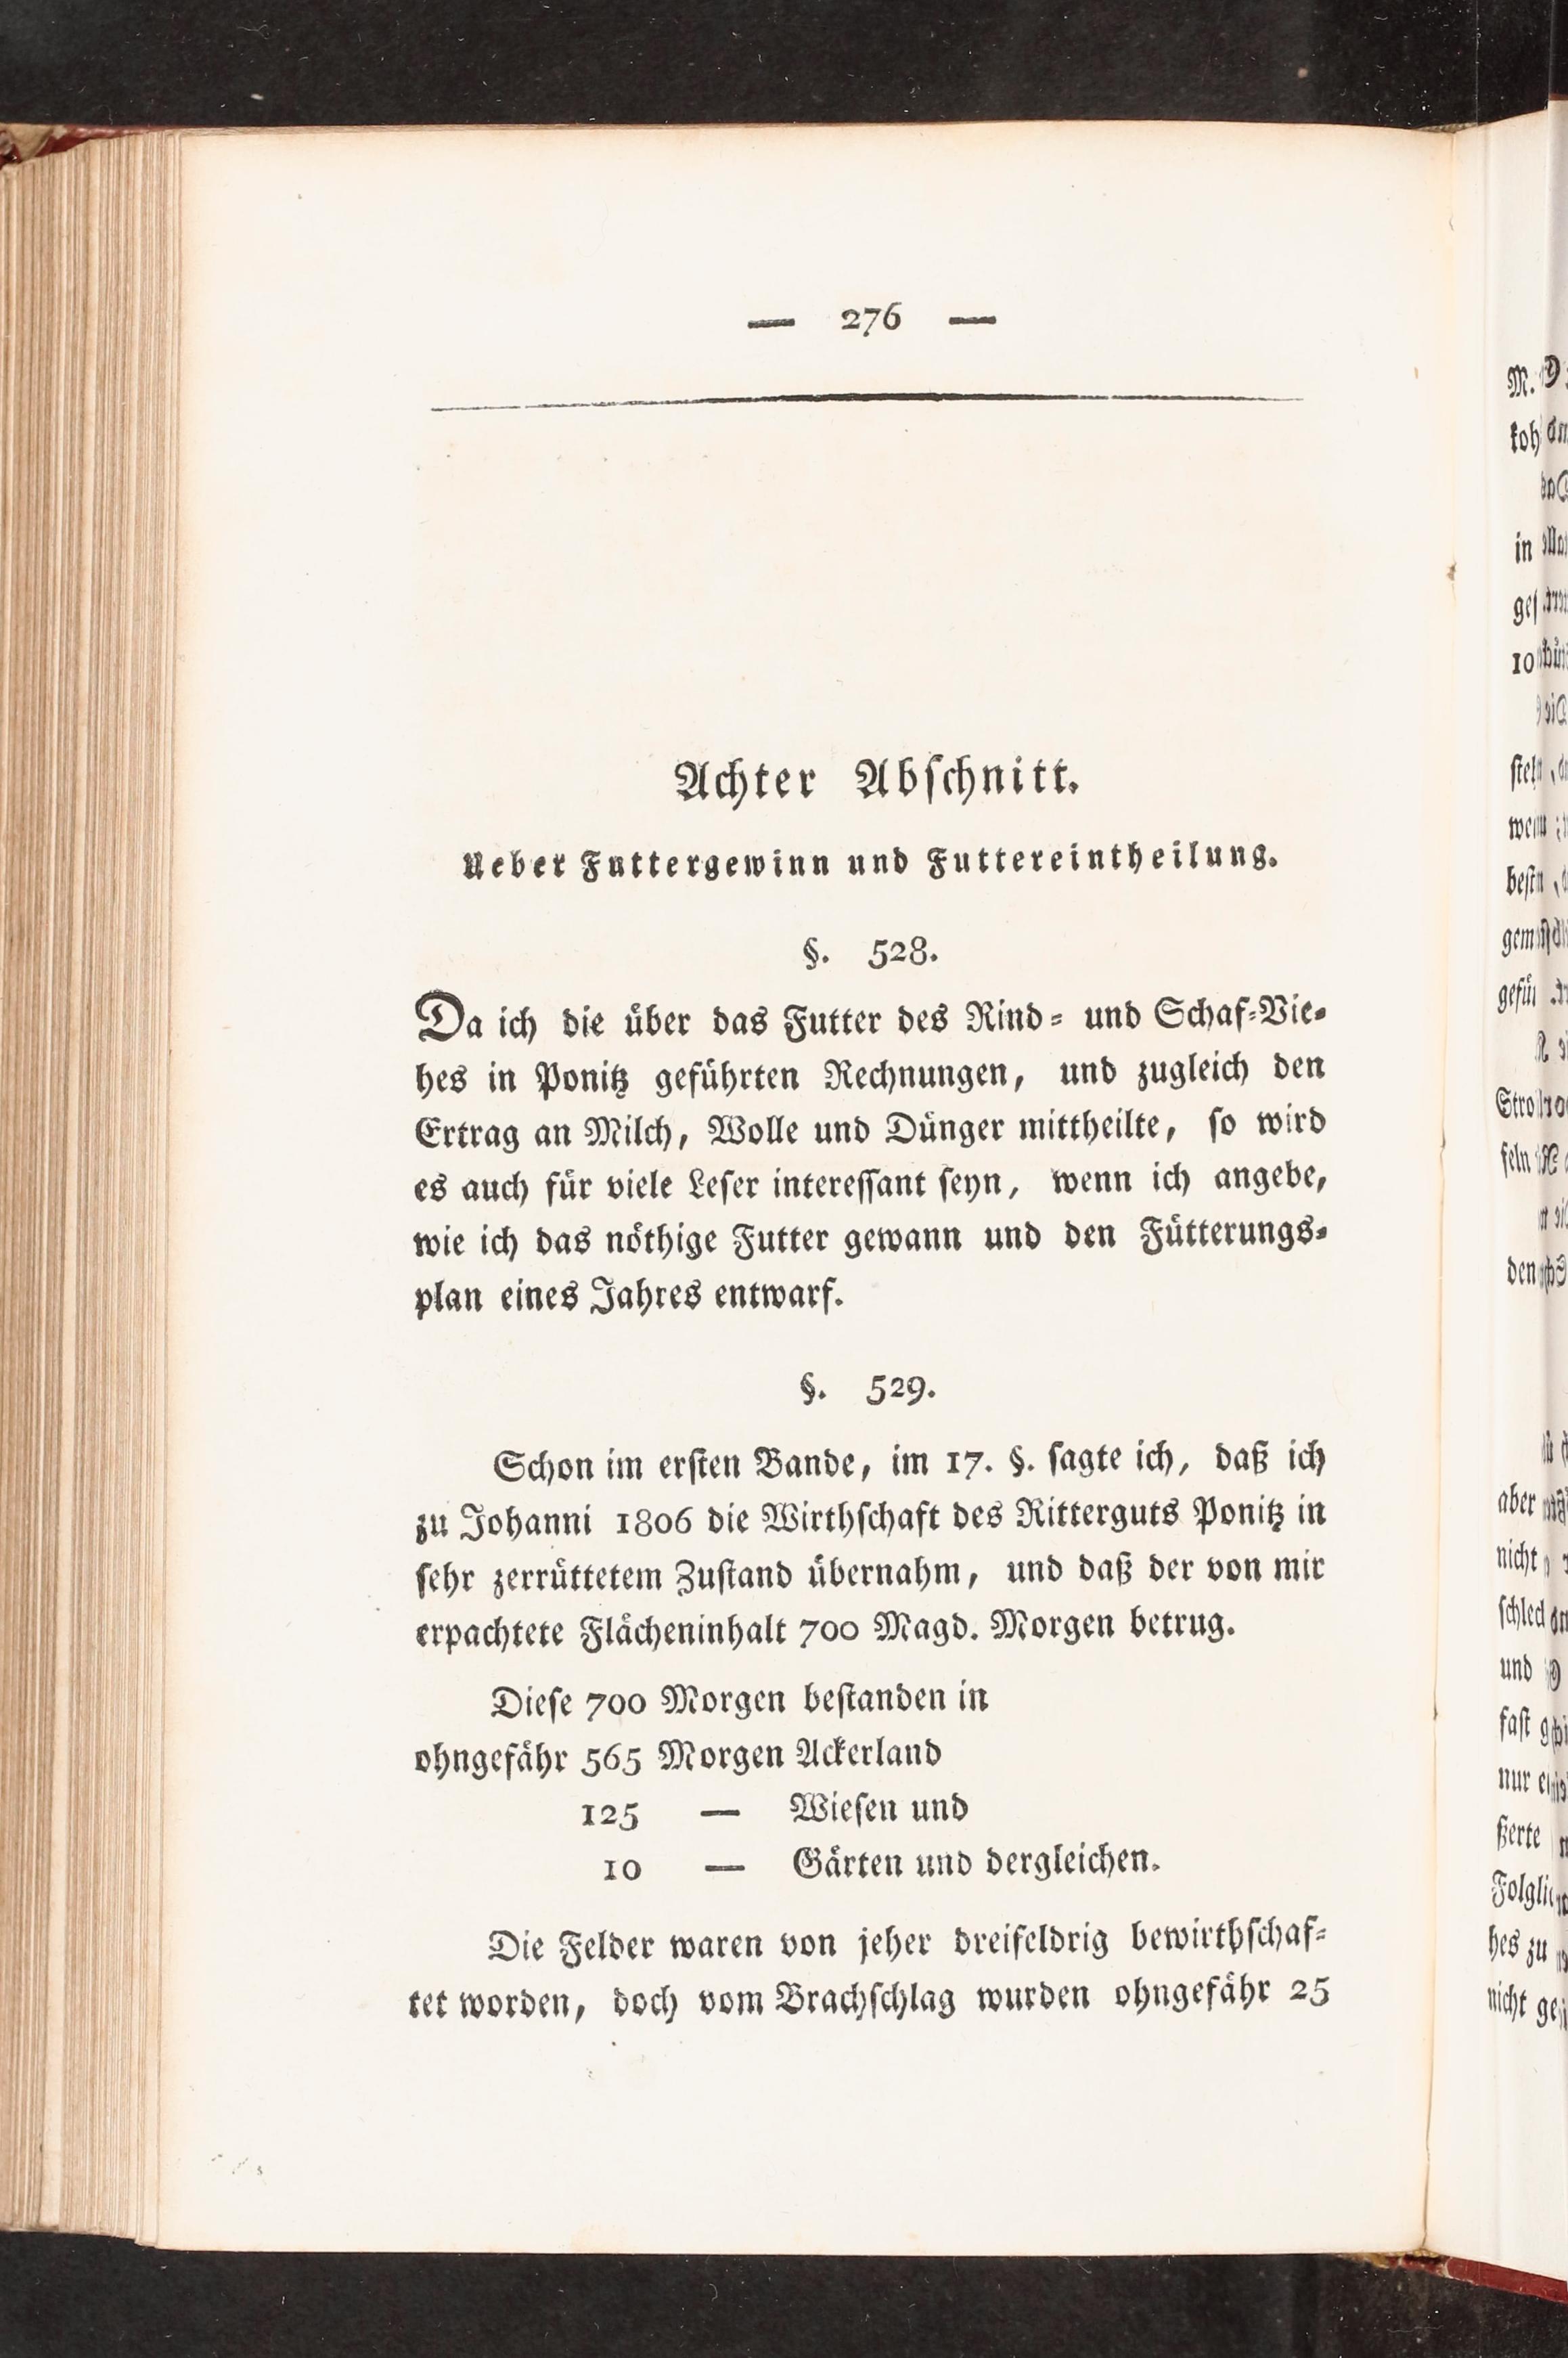 — 276 —
Achter Abschnitt.
Ueber Futtergewinn und Futtereintheilung.
§. 528.
Da ich die über das Futter des Rind- und Schaf-Vie-
hes in Ponitz geführten Rechnungen, und zugleich den
Ertrag an Milch, Wolle und Dünger mittheilte, so wird
es auch für viele Leser interessant seyn, wenn ich angebe,
wie ich das nöthige Futter gewann und den Fütterungs-
plan eines Jahres entwarf.
§. 529.
Schon im ersten Bande, im 17. §. sagte ich, daß ich
zu Johanni 1806 die Wirthschaft des Ritterguts Ponitz in
sehr zerrüttetem Zustand übernahm, und daß der von mir
erpachtete Flächeninhalt 700 Magd. Morgen betrug.
Diese 700 Morgen bestanden in
ohngefähr 565 Morgen Ackerland
125 — Wiesen und
10 — Gärten und dergleichen.
Die Felder waren von jeher dreifeldrig bewirthschaf-
tet worden, doch vom Brachschlag wurden ohngefähr 25